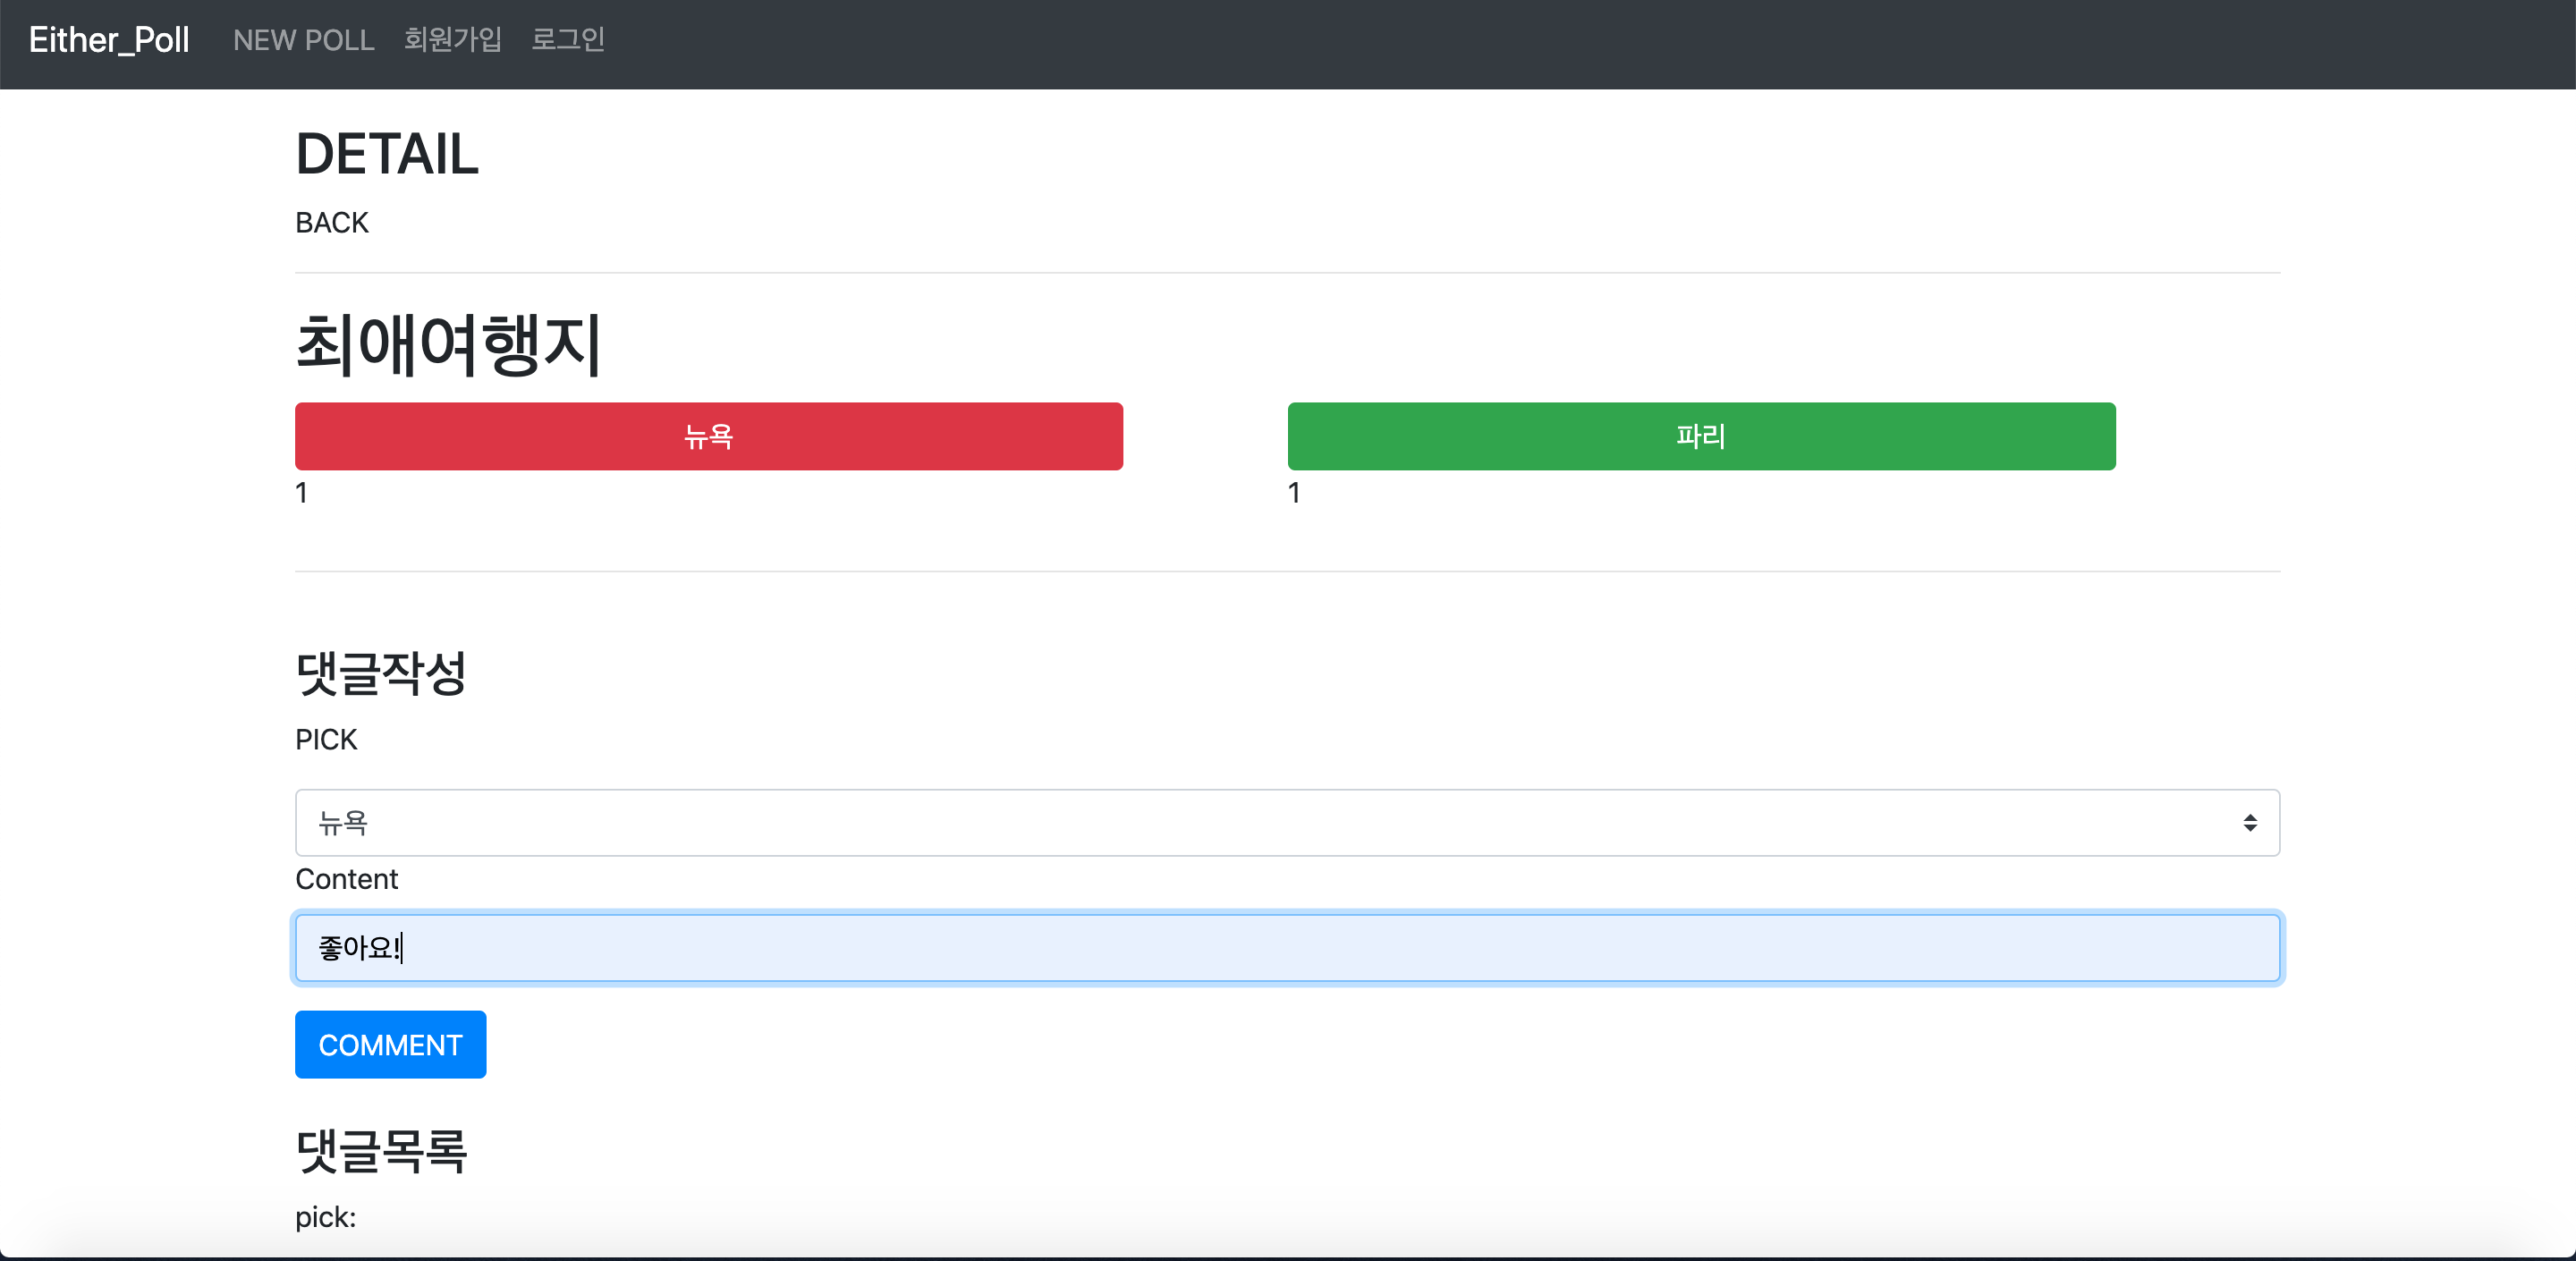 Either_Poll NEW POLL 회원가입 로그인
DETAIL
BACK
최애여행지
뉴욕 파리
1 1
댓글작성
PICK
뉴욕
Content
좋아요!
COMMENT
댓글목록
pick: